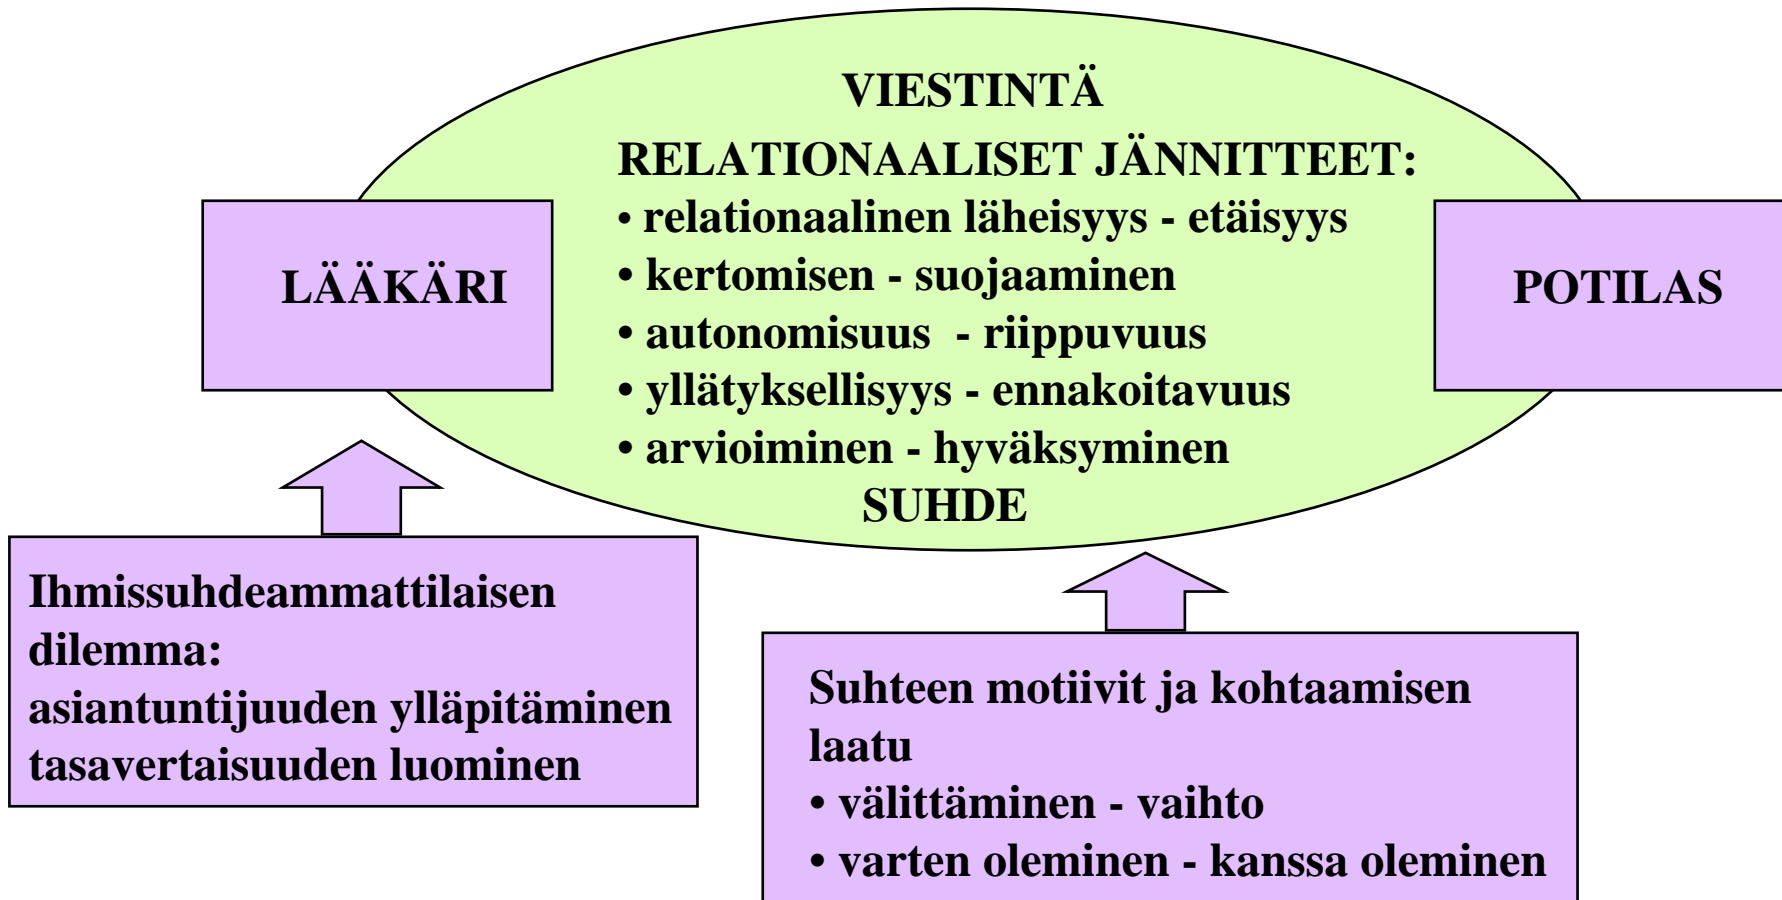 VIESTINTÄ
RELATIONAALISET JÄNNITTEET:
• relationaalinen läheisyys - etäisyys
• kertomisen - suojaaminen
• autonomisuus - riippuvuus
• yllätyksellisyys - ennakoitavuus
• arvioiminen - hyväksyminen
SUHDE
LÄÄKÄRI
POTILAS
Ihmissuhdeammattilaisen
dilemma:
asiantuntijuuden ylläpitäminen
tasavertaisuuden luominen
Suhteen motiivit ja kohtaamisen
laatu
• välittäminen - vaihto
• varten oleminen - kanssa oleminen